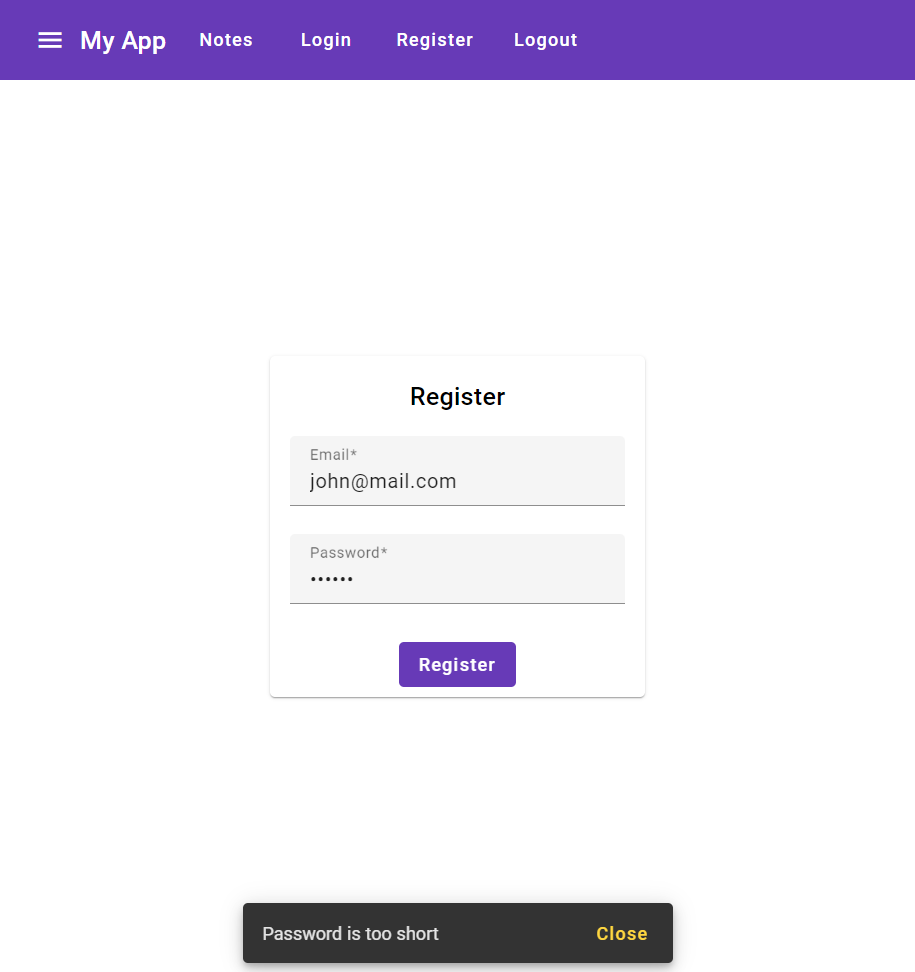 My App Notes Login Register Logout
Register
Email*
john@mail.com
Password*
••••••
Register
Password is too short Close